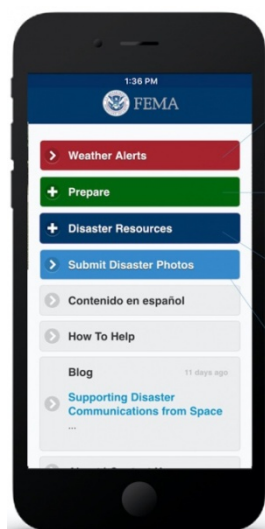 1:36 PM
FEMA
Weather Alerts
Prepare
Disaster Resources
Submit Disaster Photos
Contenido en español
How To Help
Blog 11 days ago
Supporting Disaster
Communications from Space
...